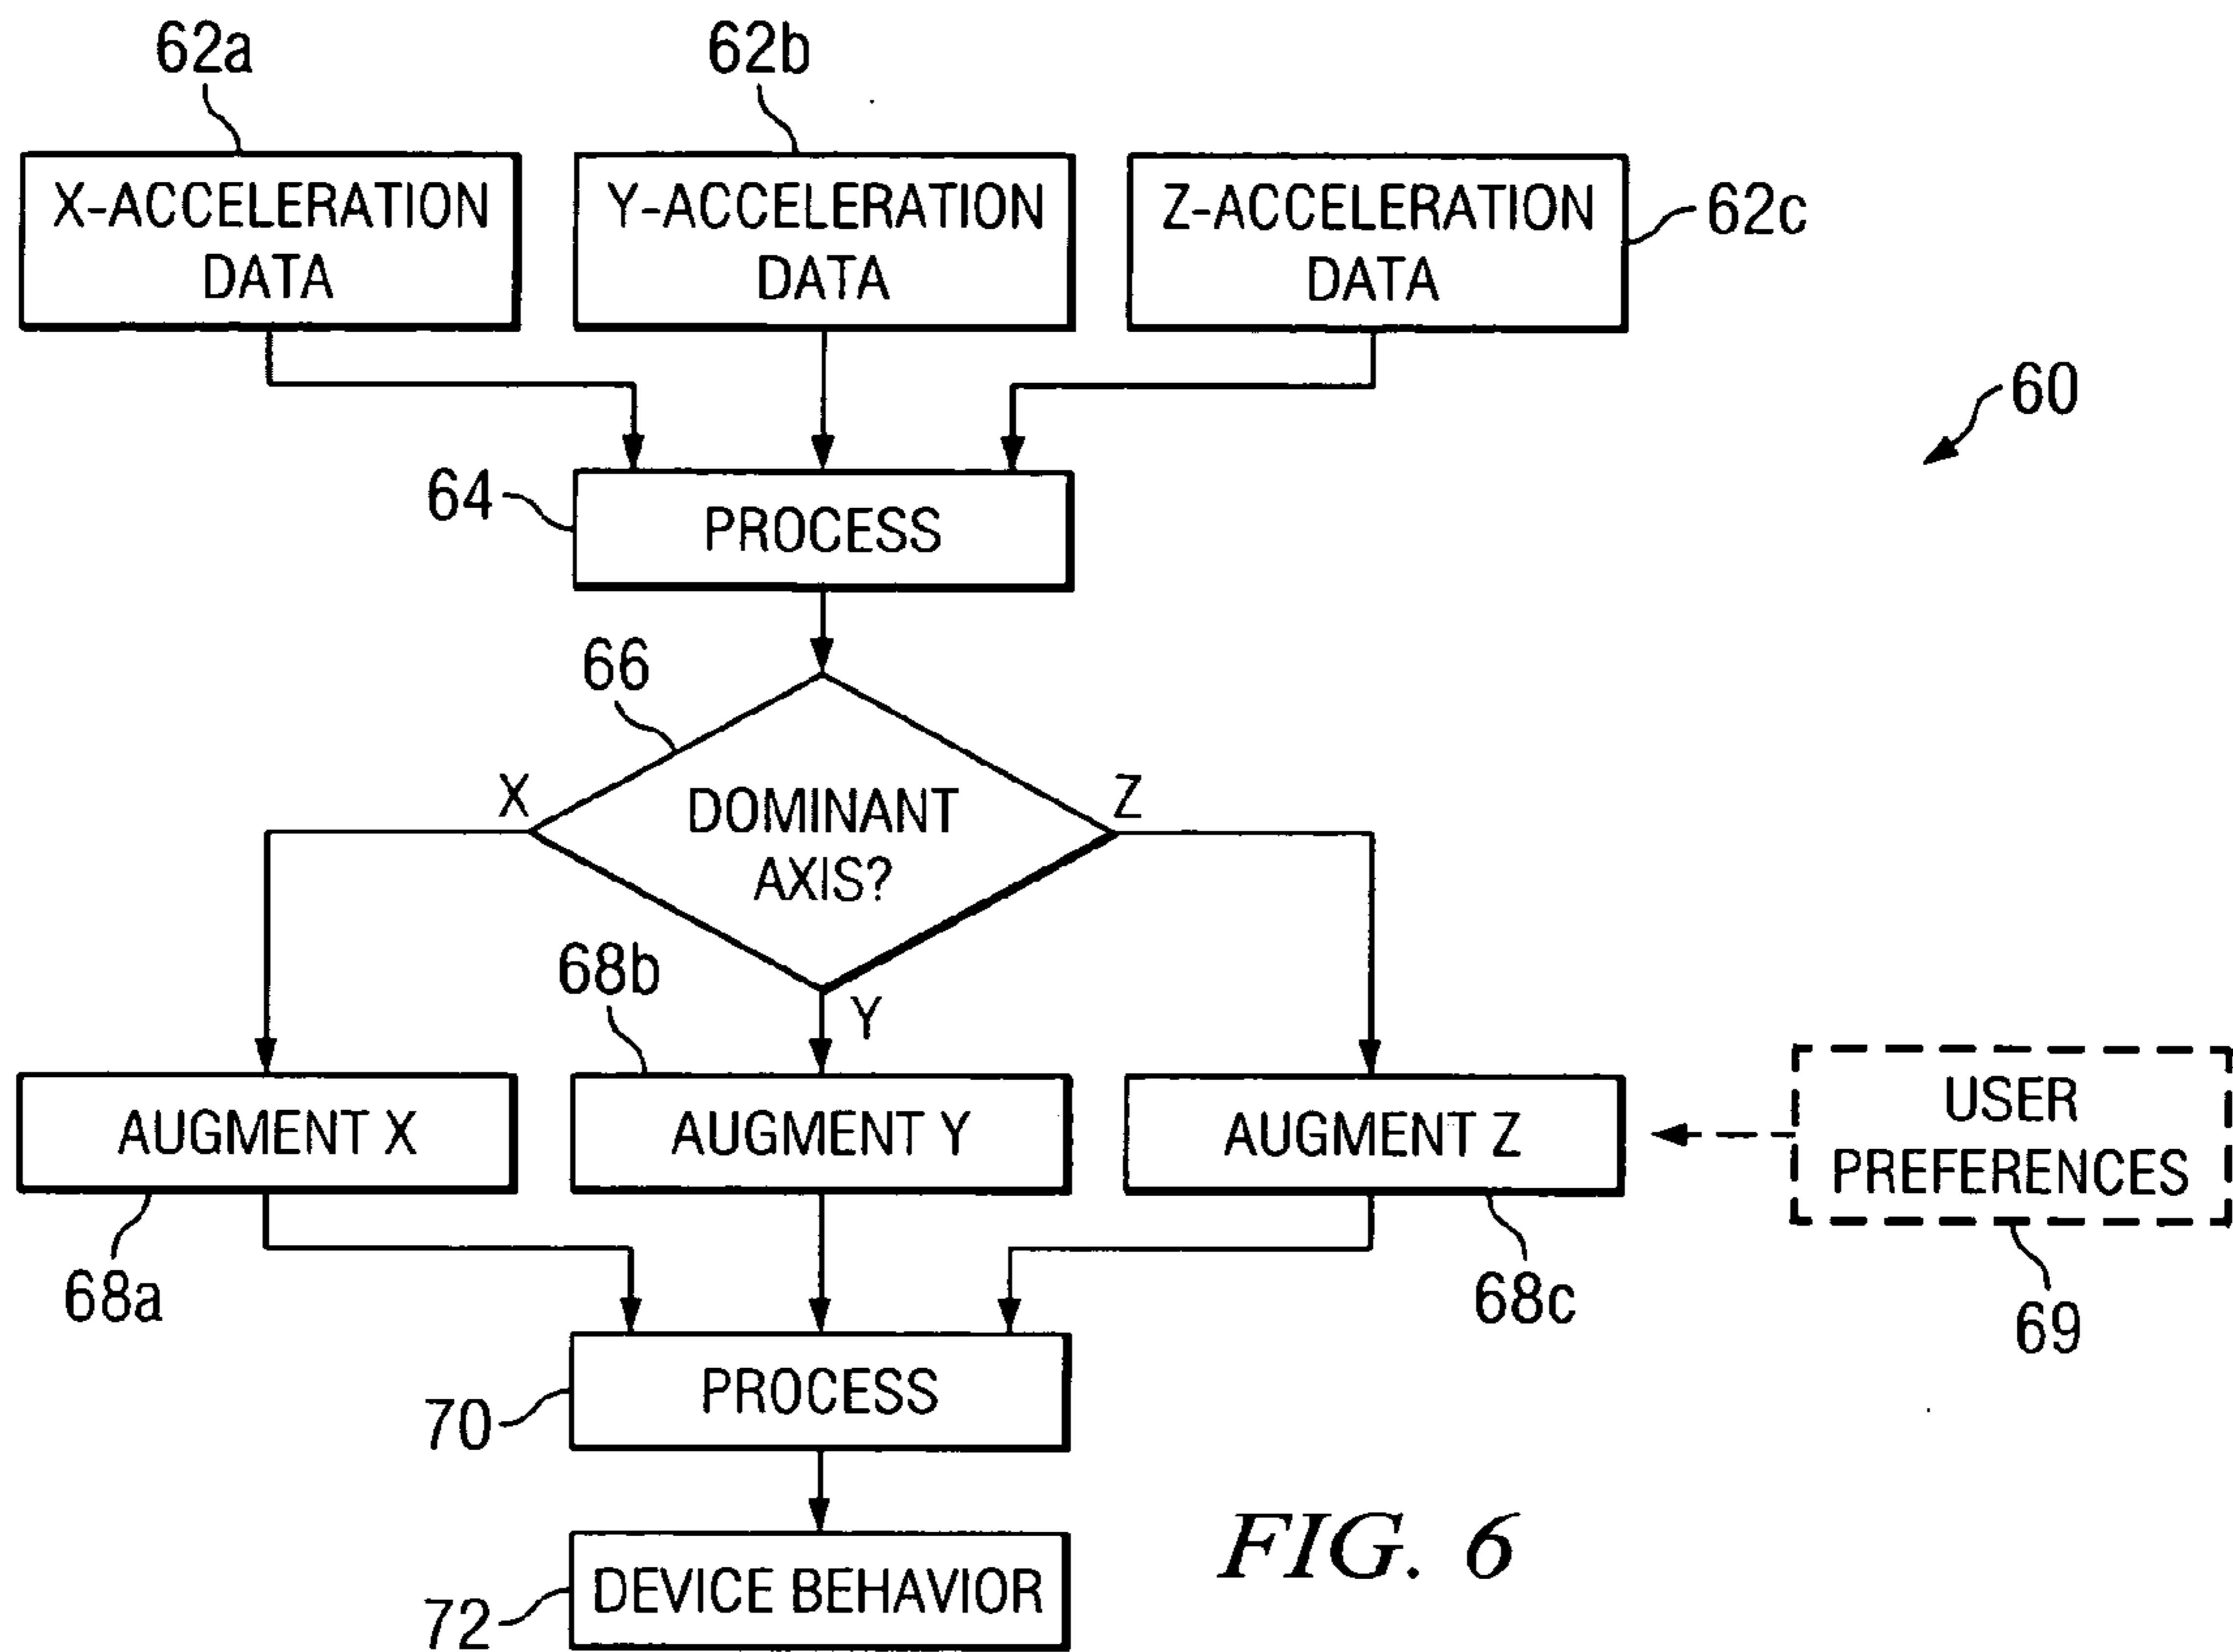 62a
62b
X-ACCELERATION
DATA
Y-ACCELERATION
DATA
Z-ACCELERATION
DATA
62c
60
64
PROCESS
66
X
DOMINANT
AXIS?
Z
68b
Y
AUGMENT X
AUGMENT Y
AUGMENT Z
USER
PREFERENCES
68a
68c
69
70
PROCESS
72
DEVICE BEHAVIOR
FIG. 6